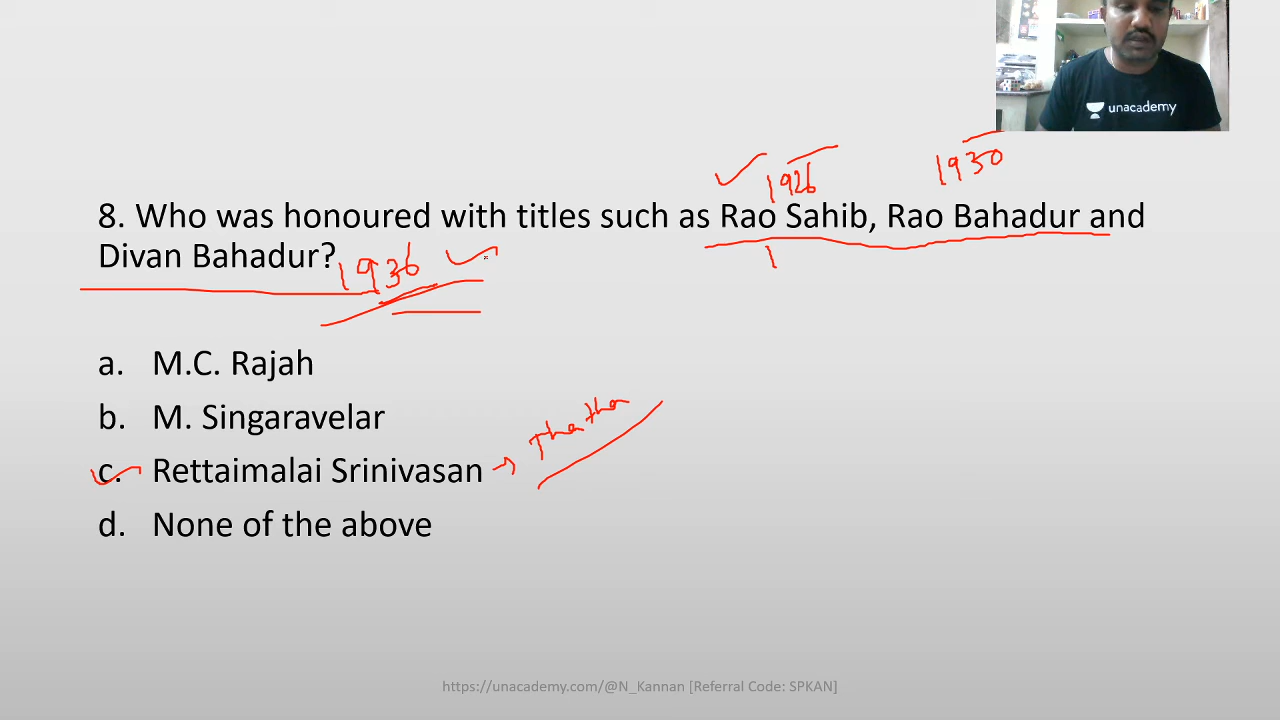 unacademy
1926
1930
8. Who was honoured with titles such as Rao Sahib, Rao Bahadur and
Divan Bahadur?
1936
a. M.C. Rajah
b. M. Singaravelar
Thatha
c. Rettaimalai Srinivasan
d. None of the above
https://unacademy.com/@N_Kannan [Referral Code: SPKAN]